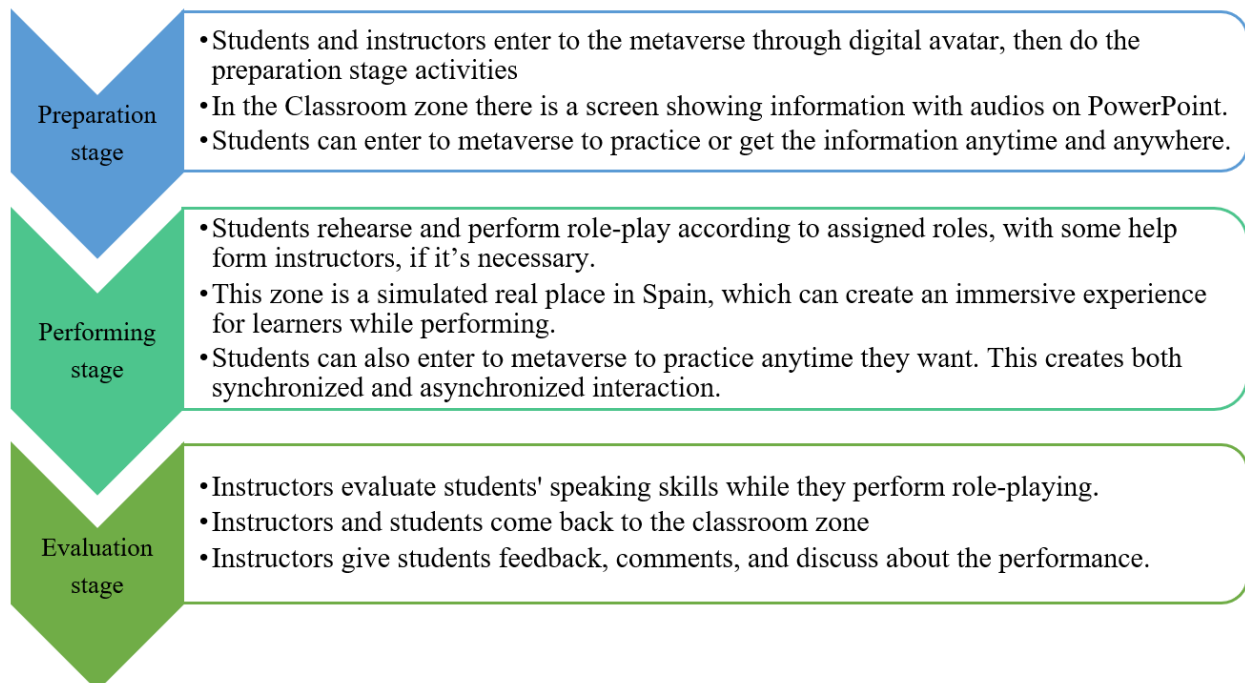 Preparation
stage
•Students and instructors enter to the metaverse through digital avatar, then do the
preparation stage activities
•In the Classroom zone there is a screen showing information with audios on PowerPoint.
•Students can enter to metaverse to practice or get the information anytime and anywhere.
Performing
stage
•Students rehearse and perform role-play according to assigned roles, with some help
form instructors, if it’s necessary.
•This zone is a simulated real place in Spain, which can create an immersive experience
for learners while performing.
•Students can also enter to metaverse to practice anytime they want. This creates both
synchronized and asynchronized interaction.
Evaluation
stage
•Instructors evaluate students' speaking skills while they perform role-playing.
•Instructors and students come back to the classroom zone
•Instructors give students feedback, comments, and discuss about the performance.